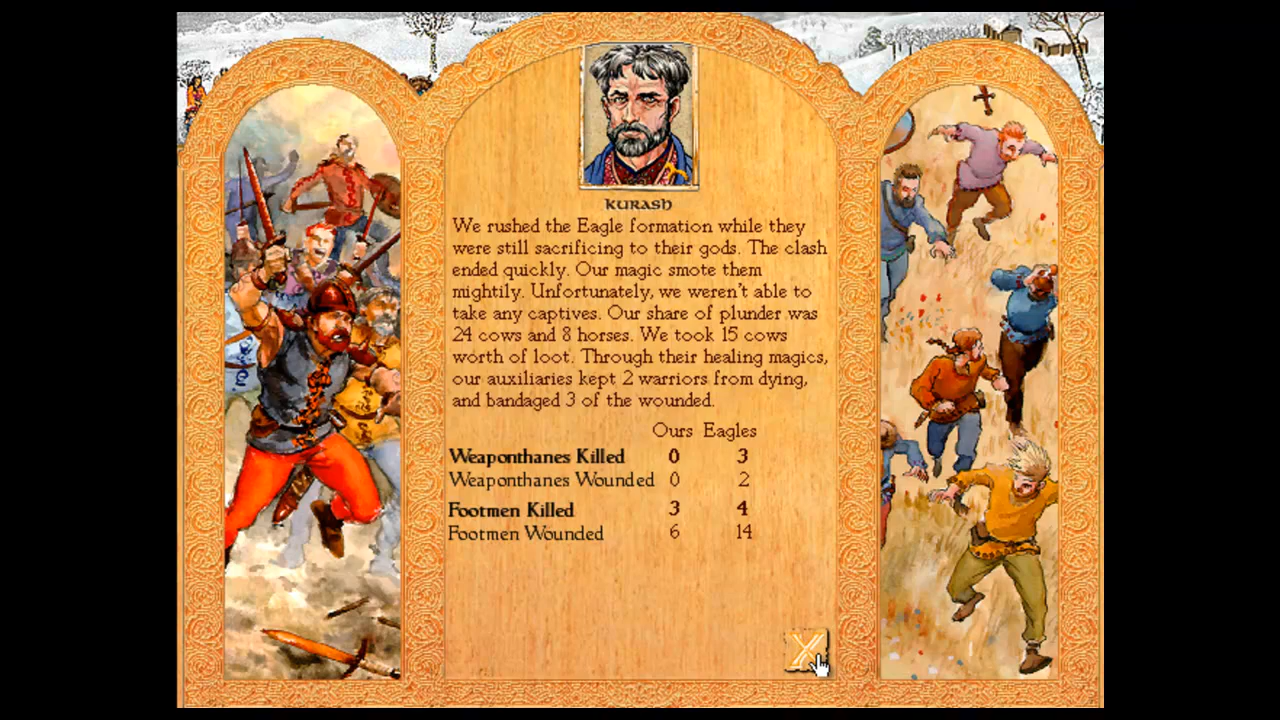 KURASH
We rushed the Eagle formation while they
were still sacrificing to their gods. The clash
ended quickly. Our magic smote them
mightily. Unfortunately, we weren't able to
take any captives. Our share of plunder was
24 cows and 8 horses. We took 15 cows
worth of loot. Through their healing magics,
our auxiliaries kept 2 warriors from dying,
and bandaged 3 of the wounded.
Ours Eagles
Weaponthanes Killed 0 3
Weaponthanes Wounded 0 2
Footmen Killed 3 4
Footmen Wounded 6 14